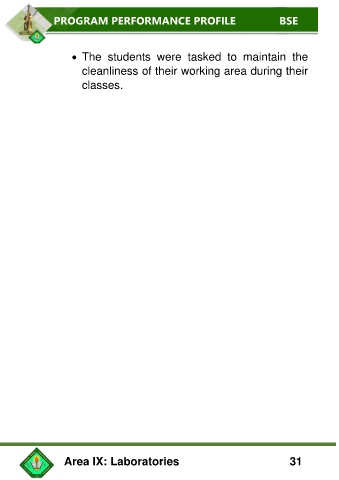 PROGRAM PERFORMANCE PROFILE BSE
• The students were tasked to maintain the
cleanliness of their working area during their
classes.
Area IX: Laboratories 31